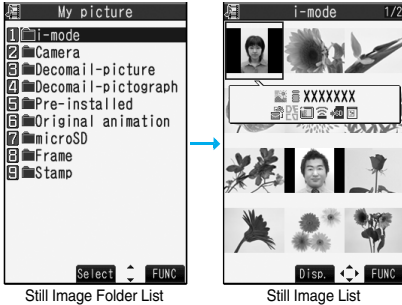 My picture
1 i-mode
2 Camera
3 Decomail-picture
4 Decomail-pictograph
5 Pre-installed
6 Original animation
7 microSD
8 Frame
9 Stamp
Select FUNC
Still Image Folder List
i-mode 1/2
XXXXXXX
Disp. FUNC
Still Image List